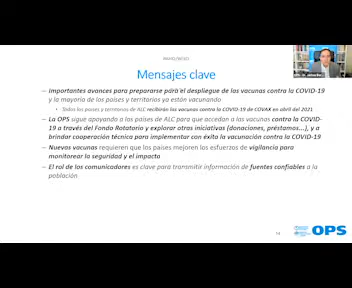 Mensajes clave
— Importantes avances para prepararse para el despliegue de las vacunas contra la COVID-19
y la mayoría de los países y territorios ya están vacunando
• Todos los países y territorios de ALC recibirán las vacunas contra la COVID-19 de COVAX en abril del 2021
— La OPS sigue apoyando a los países de ALC para que accedan a las vacunas contra la COVID-
19 a través del Fondo Rotatorio y explorar otras iniciativas (donaciones, préstamos...), y a
brindar cooperación técnica para implementar con éxito la vacunación contra la COVID-19
— Nuevas vacunas requieren que los países mejoren los esfuerzos de vigilancia para
monitorear la seguridad y el impacto
— El rol de los comunicadores es clave para transmitir información de fuentes confiables a la
población
14
OPS